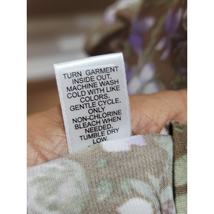 TURN GARMENT
INSIDE OUT.
MACHINE WASH
COLD WITH LIKE
COLORS.
GENTLE CYCLE.
ONLY
NON-CHLORINE
BLEACH WHEN
NEEDED.
TUMBLE DRY
LOW.